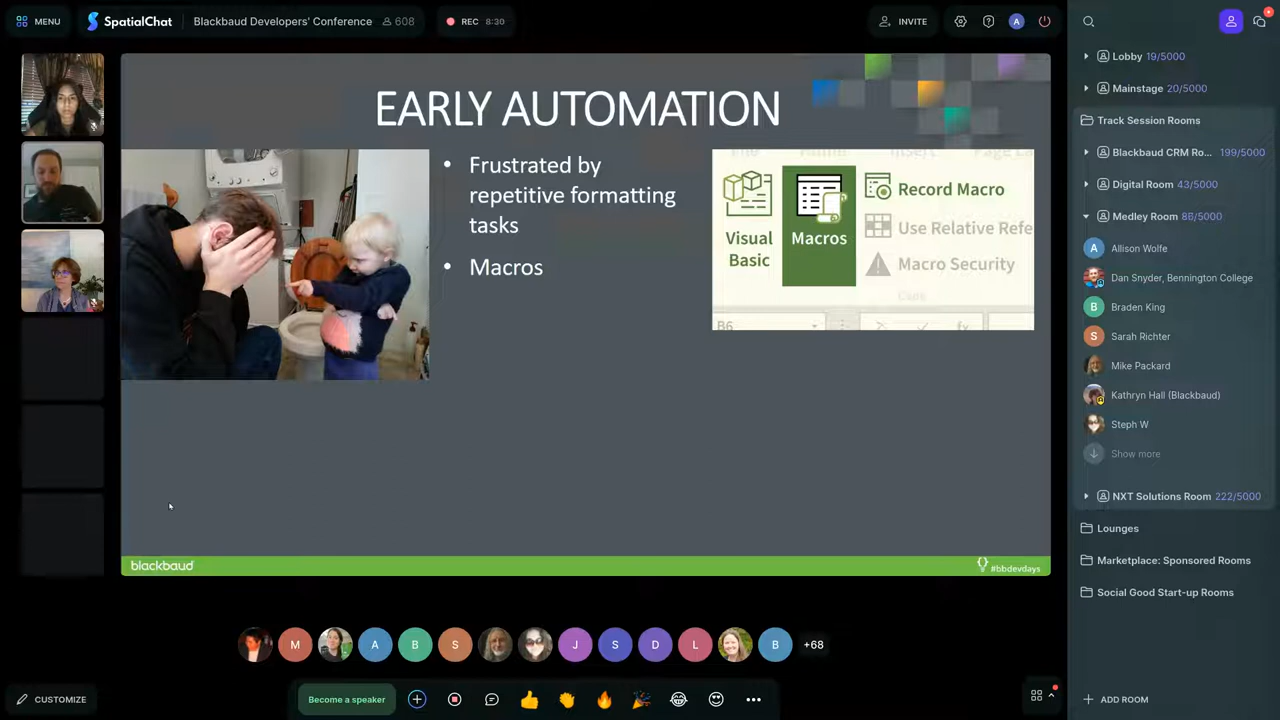 MENU
SpatialChat
Blackbaud Developers' Conference
608
REC 8:30
INVITE
A
EARLY AUTOMATION
• Frustrated by
repetitive formatting
tasks
• Macros
Visual
Basic
Macros
Record Macro
Use Relative Refe
Macro Security
B6
fx
blackbaud
#bbdevdays
Lobby 19/5000
Mainstage 20/5000
Track Session Rooms
Blackbaud CRM Ro... 199/5000
Digital Room 43/5000
Medley Room 86/5000
A Allison Wolfe
Dan Snyder, Bennington College
B Braden King
S Sarah Richter
Mike Packard
Kathryn Hall (Blackbaud)
Steph W
Show more
NXT Solutions Room 222/5000
Lounges
Marketplace: Sponsored Rooms
Social Good Start-up Rooms
M A B S J S D L B +68
CUSTOMIZE
Become a speaker
ADD ROOM